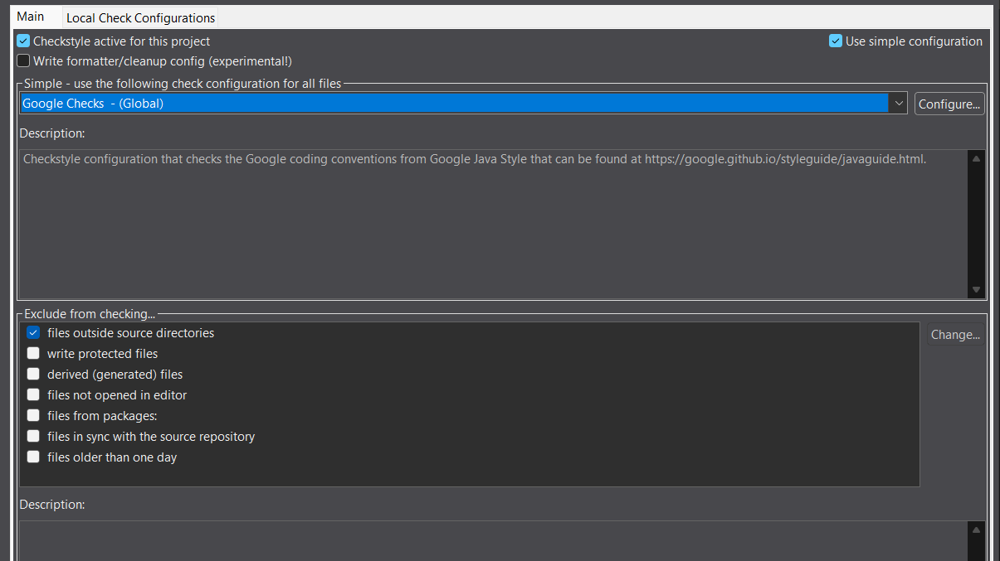 Main
Local Check Configurations
Checkstyle active for this project
Use simple configuration
Write formatter/cleanup config (experimental!)
Simple - use the following check configuration for all files
Google Checks - (Global)
Configure...
Description:
Checkstyle configuration that checks the Google coding conventions from Google Java Style that can be found at https://google.github.io/styleguide/javaguide.html.
Exclude from checking...
files outside source directories
Change...
write protected files
derived (generated) files
files not opened in editor
files from packages:
files in sync with the source repository
files older than one day
Description: